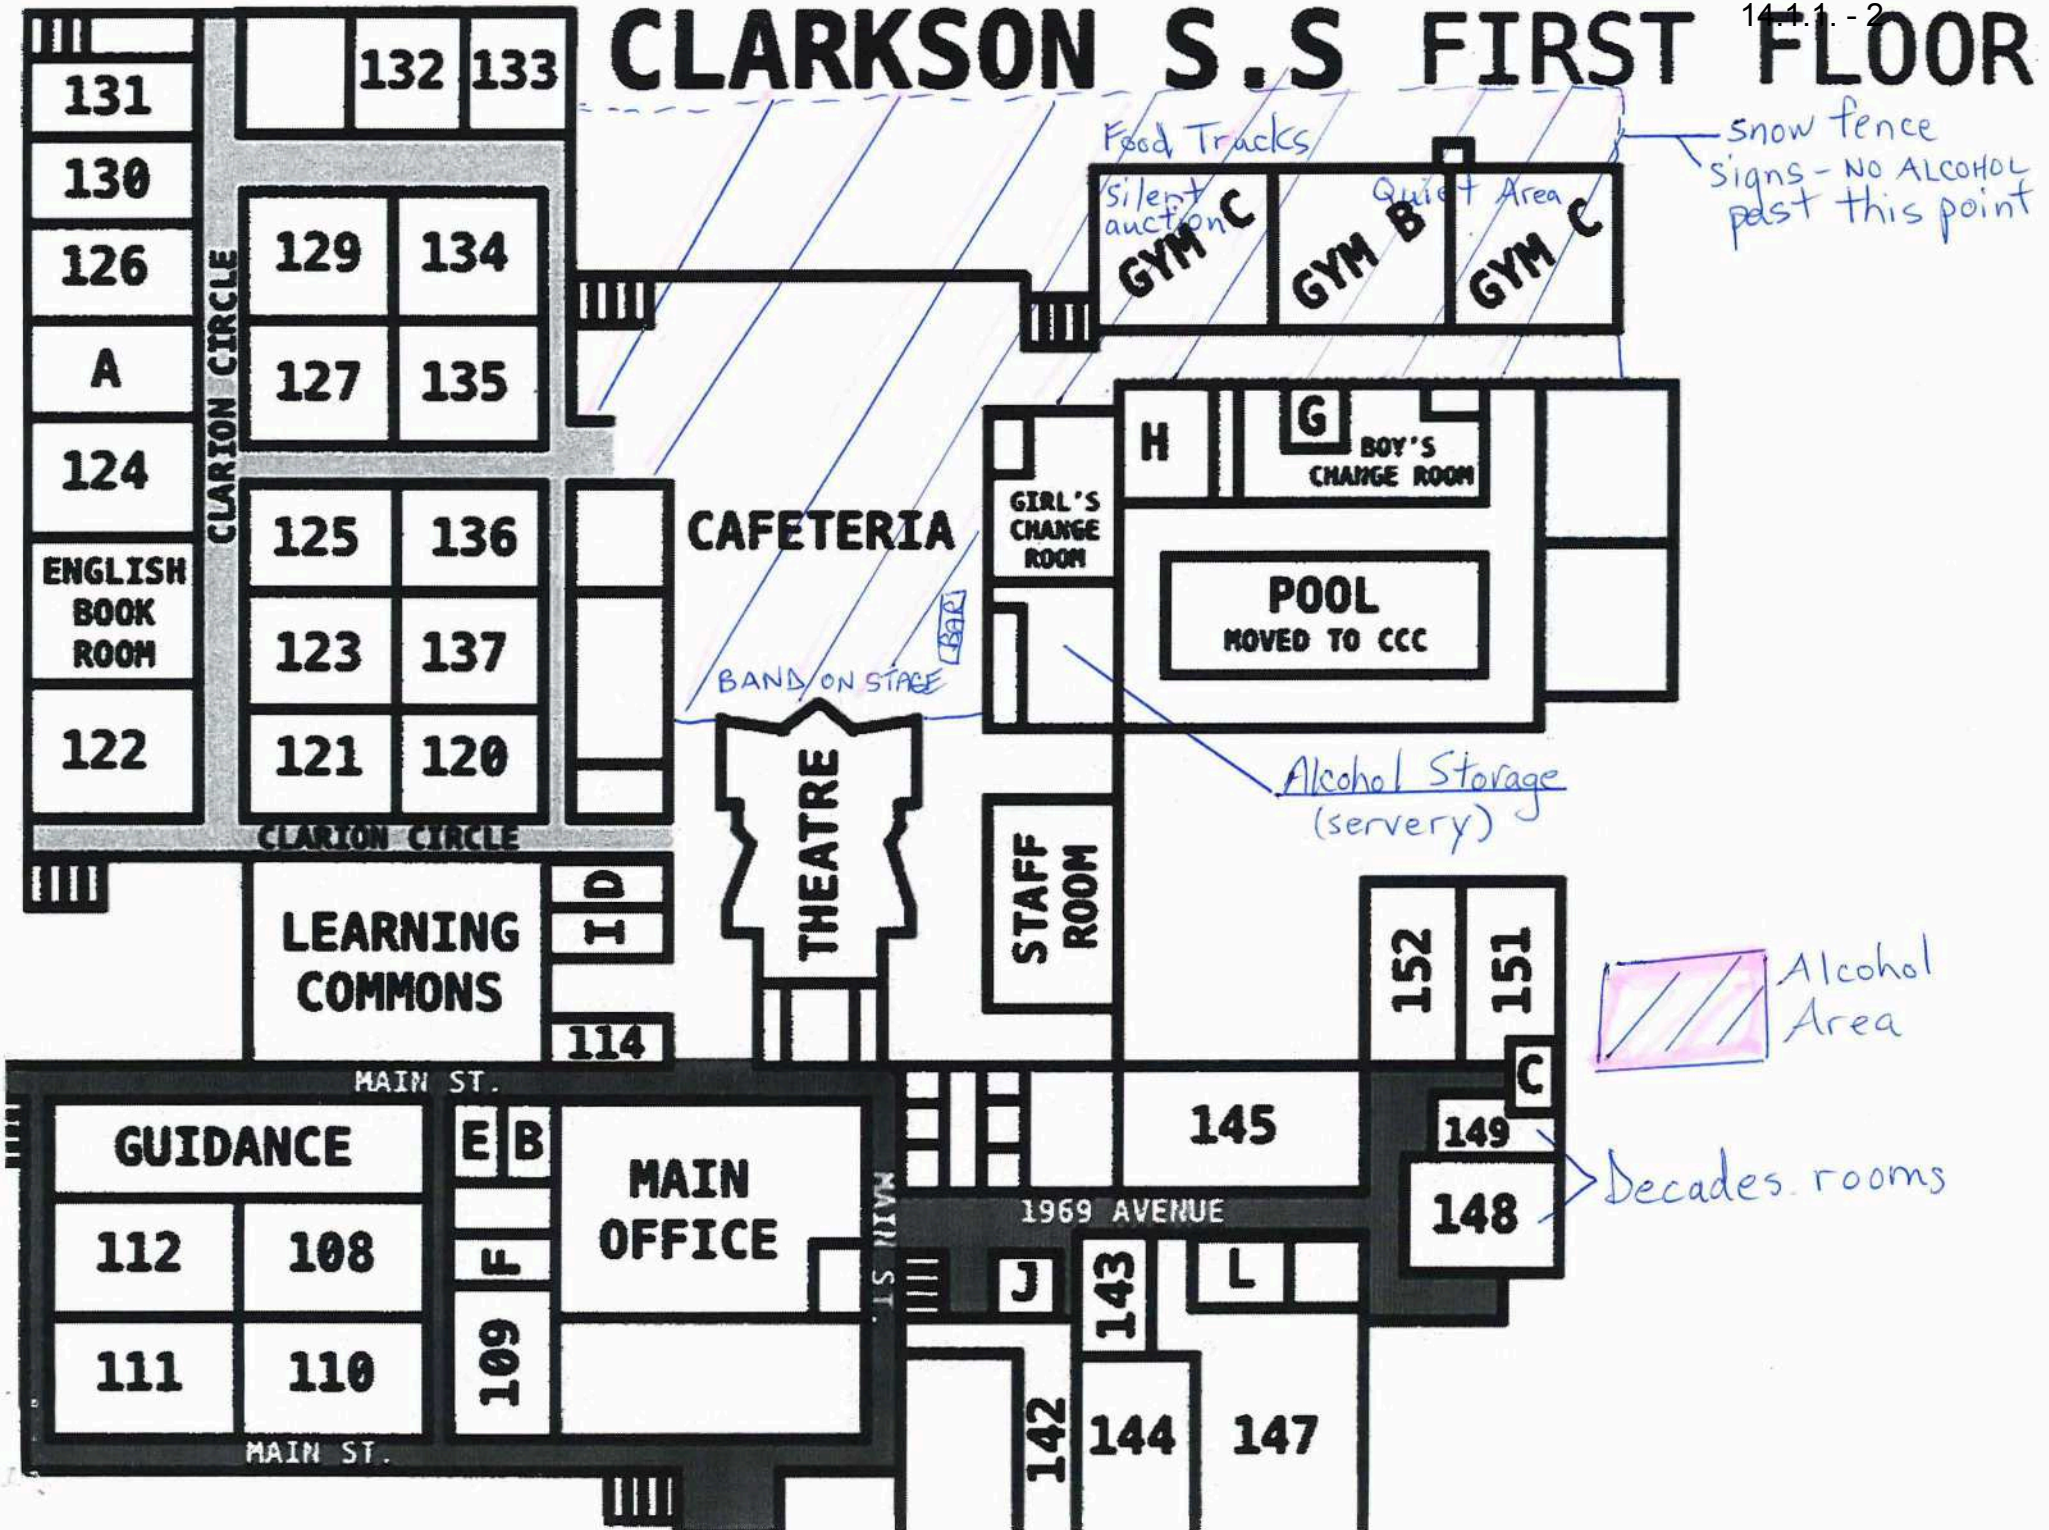 14.1.1. - 2
CLARKSON S.S FIRST FLOOR
131
132
133
130
126
129
134
A
127
135
CLARION CIRCLE
124
ENGLISH
BOOK
ROOM
125
136
123
137
122
121
120
CLARION CIRCLE
Food Trucks
Silent
auction
Quiet Area
GYM C
GYM B
GYM C
snow fence
signs - NO ALCOHOL
past this point
CAFETERIA
BAR
BAND ON STAGE
GIRL'S
CHANGE
ROOM
H
G
BOY'S
CHANGE ROOM
POOL
MOVED TO CCC
Alcohol Storage
(servery)
THEATRE
STAFF
ROOM
LEARNING
COMMONS
D
I
114
152
151
C
Alcohol
Area
MAIN ST.
GUIDANCE
E
B
MAIN
OFFICE
MAIN ST.
145
149
148
Decades rooms
1969 AVENUE
112
108
F
J
143
L
111
110
109
142
144
147
MAIN ST.